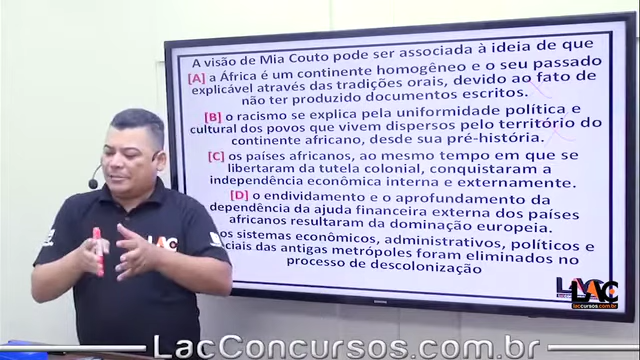 A visão de Mia Couto pode ser associada à ideia de que
[A] a África é um continente homogêneo e o seu passado
explicável através das tradições orais, devido ao fato de
não ter produzido documentos escritos.
[B] o racismo se explica pela uniformidade política e
cultural dos povos que vivem dispersos pelo território do
continente africano, desde sua pré-história.
[C] os países africanos, ao mesmo tempo em que se
libertaram da tutela colonial, conquistaram a
independência econômica interna e externamente.
[D] o endividamento e o aprofundamento da
dependência da ajuda financeira externa dos países
africanos resultaram da dominação europeia.
os sistemas econômicos, administrativos, políticos e
ciais das antigas metrópoles foram eliminados no
processo de descolonização
LAC
LAC
laccursos.com.br
LacConcursos.com.br